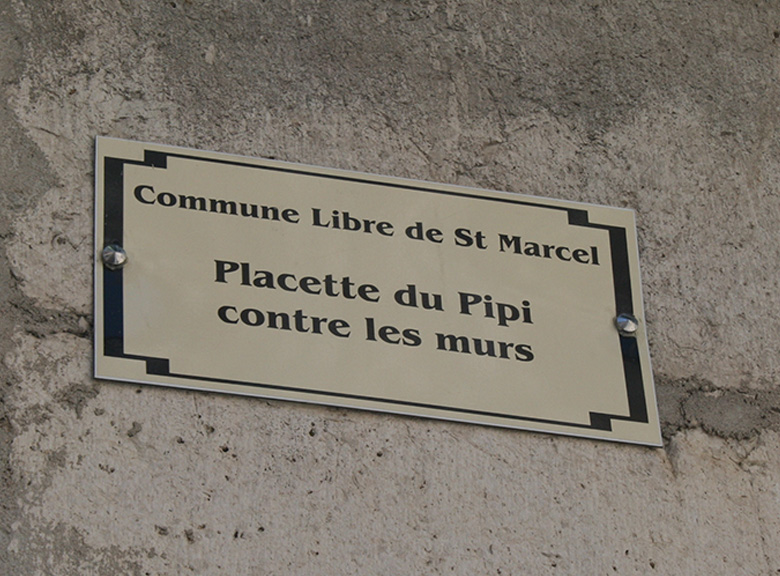 Commune Libre de St Marcel
Placette du Pipi
contre les murs